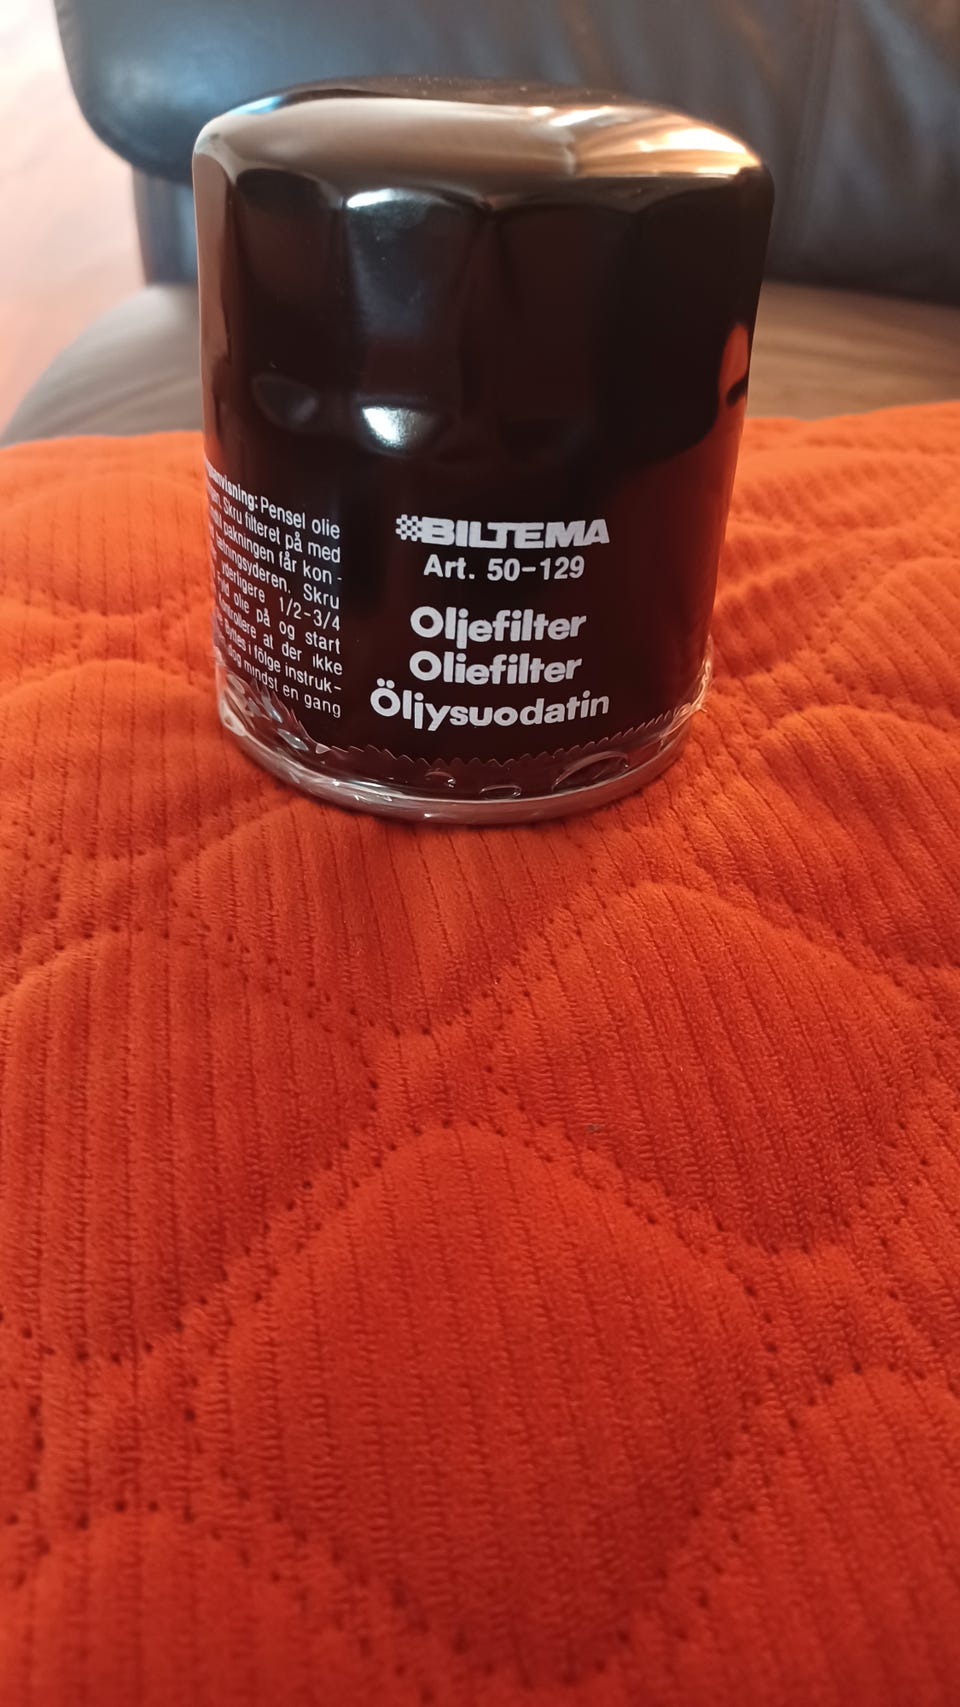 BILTEMA
Art. 50-129
Oljefilter
Oliefilter
Öljysuodatin
Pensel olie
Skru filteret på med
pakningen får kon-
Skru
1/2-3/4
olie på og start
at der ikke
i følge instruk-
dog mindst en gang